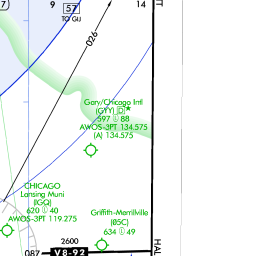 7
57
14
TO GIJ
026
Gary/Chicago Intl
(GYY) D
597 L 88
AWOS-3PT 134.575
(A) 134.575
CHICAGO
Lansing Muni
(IGQ)
620 L 40
AWOS-3PT 119.275
Griffith-Merrillville
(05C)
634 L 49
HAL
2600
087
V8-92